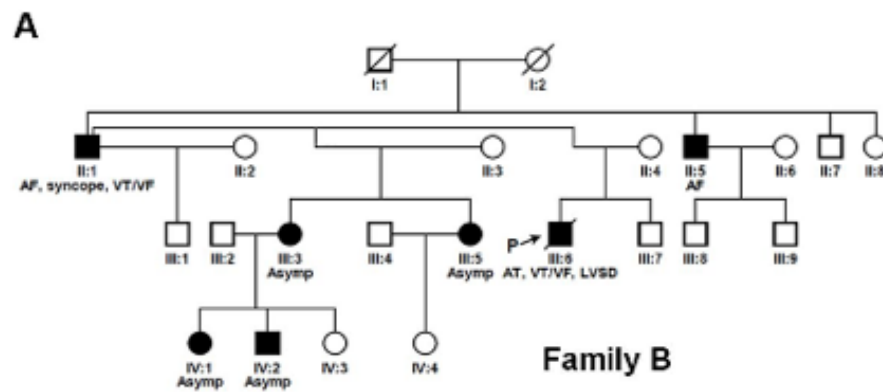 A
I:1 I:2
II:1 II:2 II:3 II:4 II:5 II:6 II:7 II:8
AF, syncope, VT/VF AF
III:1 III:2 III:3 III:4 III:5 P III:6 III:7 III:8 III:9
Asymp Asymp AT, VT/VF, LVSD
IV:1 IV:2 IV:3 IV:4
Asymp Asymp
Family B